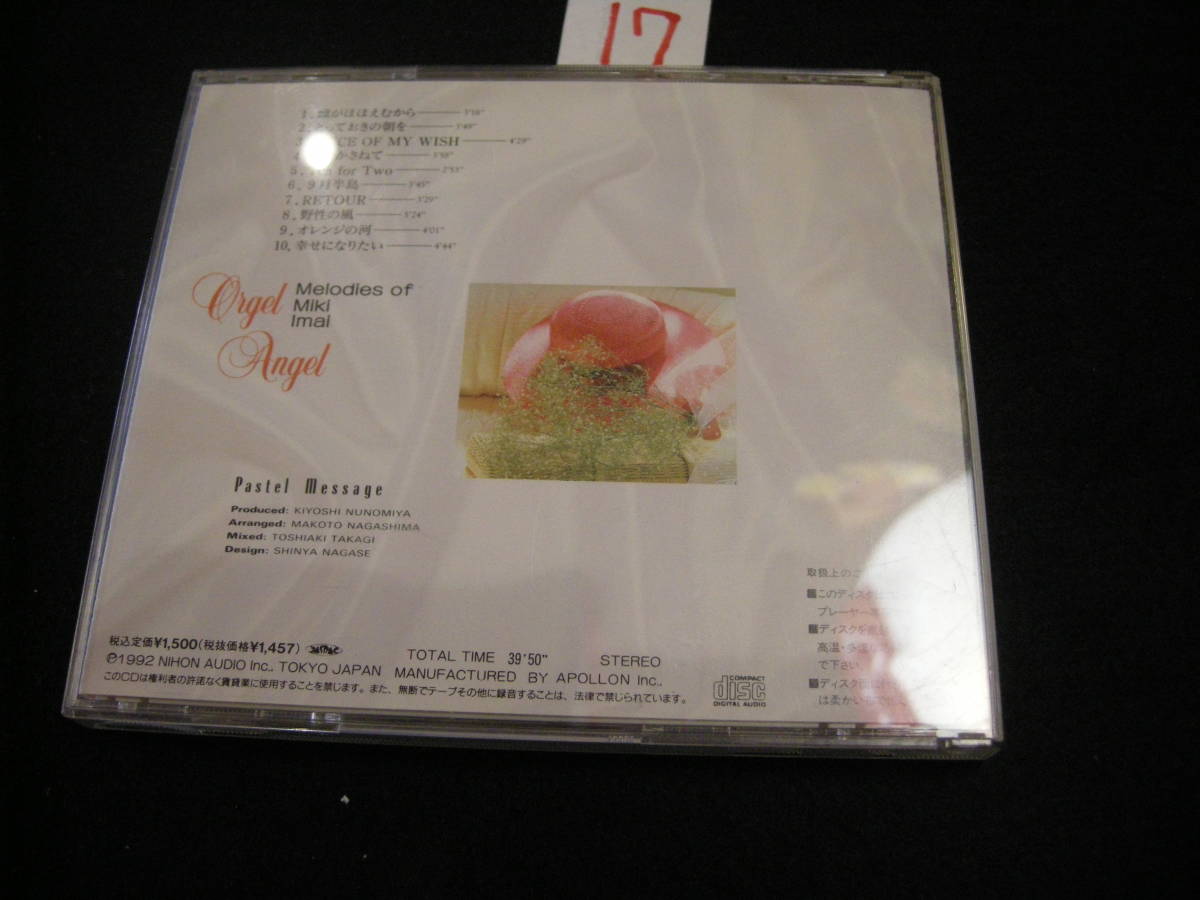 17
1. 瞳がほほえむから 3'58"
2. とっておきの朝を 3'40"
3. PIECE OF MY WISH 4'29"
4. かさねて 3'58"
5. for Two 2'53"
6. 9月半島 3'45"
7. RETOUR 3'29"
8. 野性の風 3'24"
9. オレンジの河 4'01"
10. 幸せになりたい 4'44"
Orgel Angel
Melodies of
Miki
Imai
Pastel Message
Produced: KIYOSHI NUNOMIYA
Arranged: MAKOTO NAGASHIMA
Mixed: TOSHIAKI TAKAGI
Design: SHINYA NAGASE
税込定価¥1,500(税抜価格¥1,457)
TOTAL TIME 39'50" STEREO
℗1992 NIHON AUDIO Inc., TOKYO JAPAN MANUFACTURED BY APOLLON Inc.,
このCDは権利者の許諾なく賃貸業に使用することを禁じます。また、無断でテープその他に録音することは、法律で禁じられています。
COMPACT
disc
DIGITAL AUDIO
取扱上のご
■このディスク
プレーヤー
■ディスクを
高温・多湿
で下さい
■ディスク
は柔かい